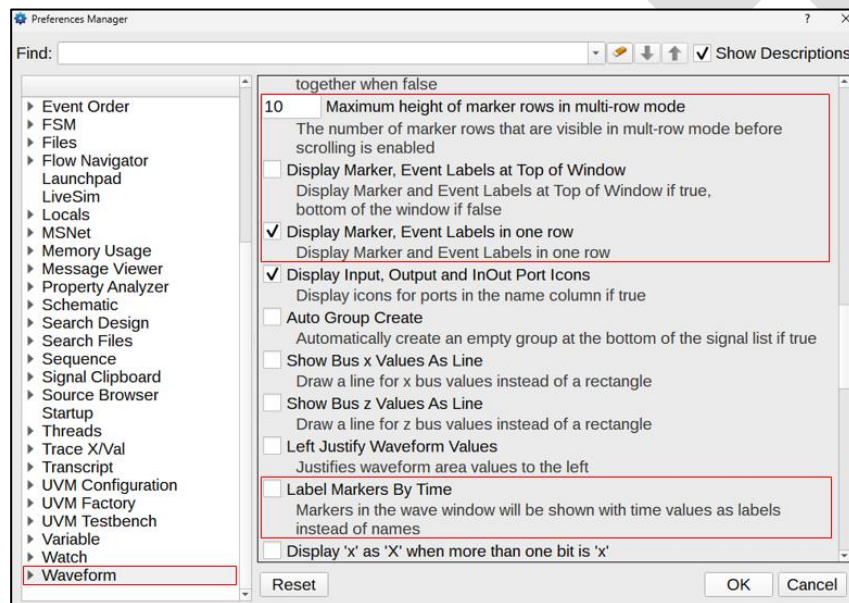 Preferences Manager ? ×
Find: Show Descriptions
Event Order
FSM
Files
Flow Navigator
Launchpad
LiveSim
Locals
MSNet
Memory Usage
Message Viewer
Property Analyzer
Schematic
Search Design
Search Files
Sequence
Signal Clipboard
Source Browser
Startup
Threads
Trace X/Val
Transcript
UVM Configuration
UVM Factory
UVM Testbench
Variable
Watch
Waveform
together when false
10 Maximum height of marker rows in multi-row mode
The number of marker rows that are visible in mult-row mode before
scrolling is enabled
Display Marker, Event Labels at Top of Window
Display Marker and Event Labels at Top of Window if true,
bottom of the window if false
Display Marker, Event Labels in one row
Display Marker and Event Labels in one row
Display Input, Output and InOut Port Icons
Display icons for ports in the name column if true
Auto Group Create
Automatically create an empty group at the bottom of the signal list if true
Show Bus x Values As Line
Draw a line for x bus values instead of a rectangle
Show Bus z Values As Line
Draw a line for z bus values instead of a rectangle
Left Justify Waveform Values
Justifies waveform area values to the left
Label Markers By Time
Markers in the wave window will be shown with time values as labels
instead of names
Display 'x' as 'X' when more than one bit is 'x'
Reset OK Cancel